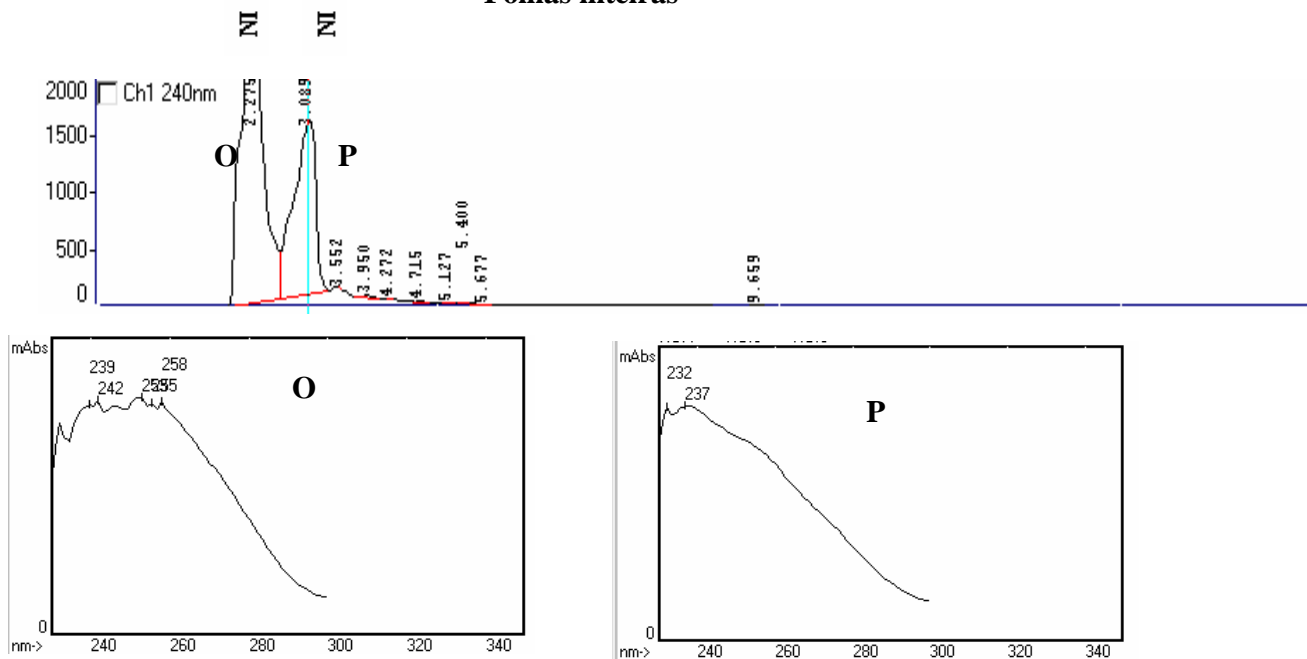 NI NI
2000 Ch1 240nm
2.275 3.089
1500
O P
1000
500
5.400
3.552 3.950 4.272 4.715 5.127 5.677 9.659
0
mAbs
239 258
242 255
O
0
nm-> 240 260 280 300 320 340
mAbs
232
237
P
0
nm-> 240 260 280 300 320 340